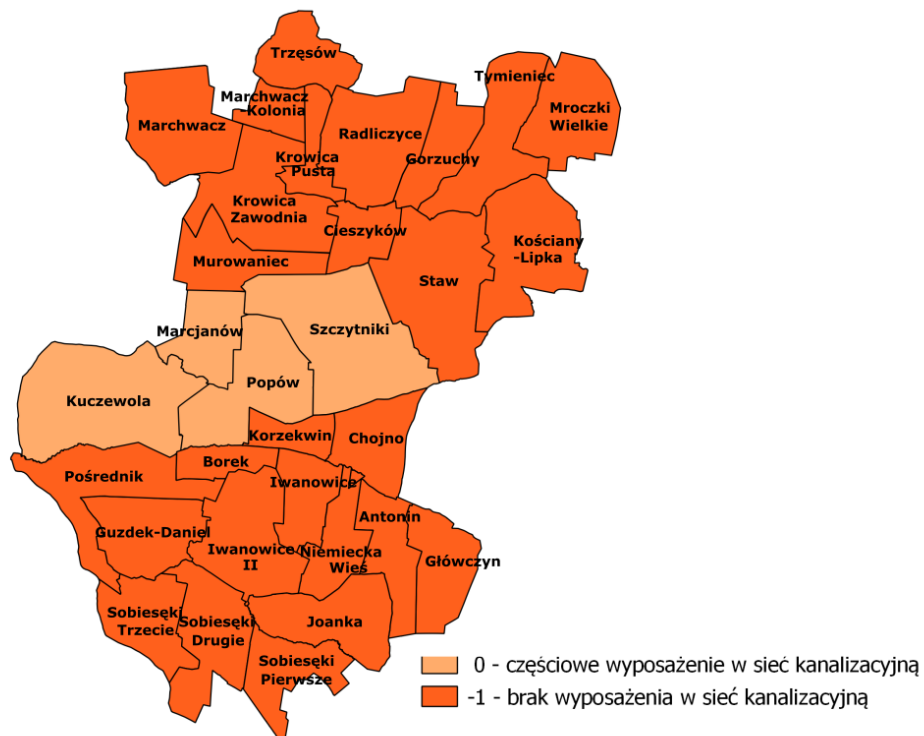 Trzęsów
Tymieniec
Marchwacz
-Kolonia
Mroczki
Wielkie
Marchwacz
Radliczyce
Gorzuchy
Krowica
Pusta
Krowica
Zawodnia
Cieszyków
Kościany
-Lipka
Murowaniec
Staw
Marcjanów
Szczytniki
Popów
Kuczewola
Korzekwin
Chojno
Borek
Pośrednik
Iwanowice
Antonin
Guzdek-Daniel
Iwanowice
II
Niemiecka
Wieś
Główczyn
Sobiesęki
Trzecie
Sobiesęki
Drugie
Joanka
Sobiesęki
Pierwsze
0 - częściowe wyposażenie w sieć kanalizacyjną
-1 - brak wyposażenia w sieć kanalizacyjną